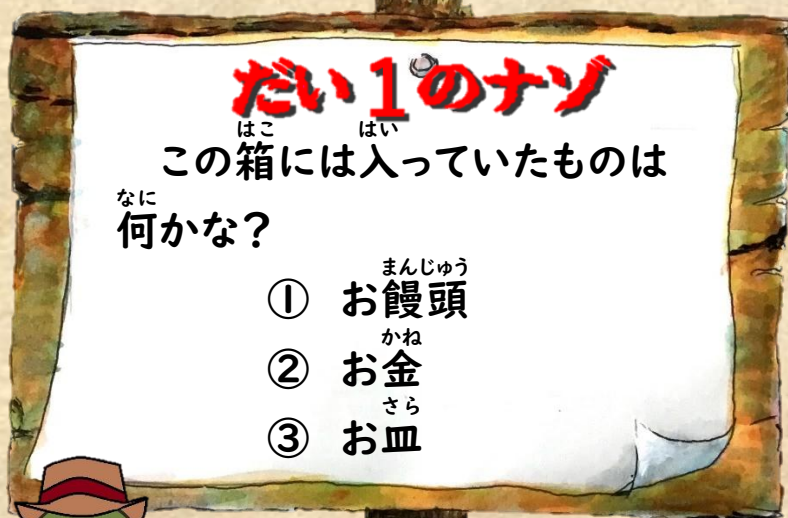 だい1のナゾ
はこ はい
この箱には入っていたものは
なに
何かな？
まんじゅう
① お饅頭
かね
② お金
さら
③ お皿